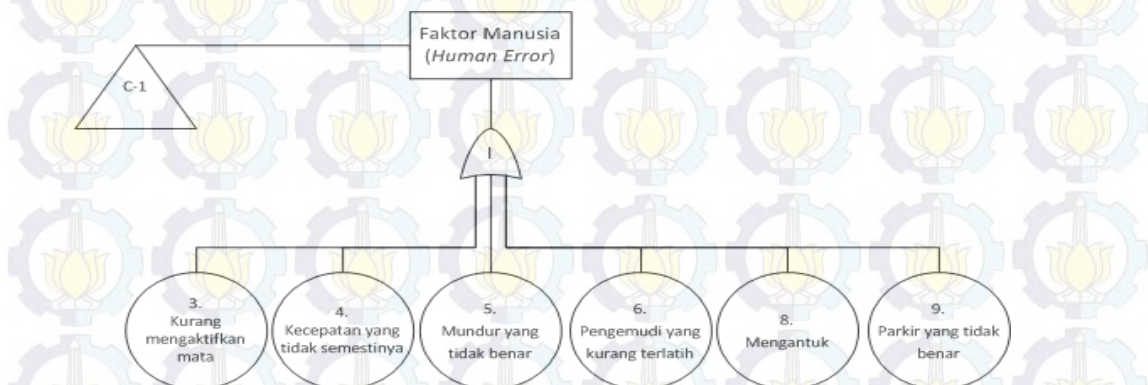 Faktor Manusia
(Human Error)
C-1
I
3.
Kurang
mengaktifkan
mata
4.
Kecepatan yang
tidak semestinya
5.
Mundur yang
tidak benar
6.
Pengemudi yang
kurang terlatih
8.
Mengantuk
9.
Parkir yang tidak
benar